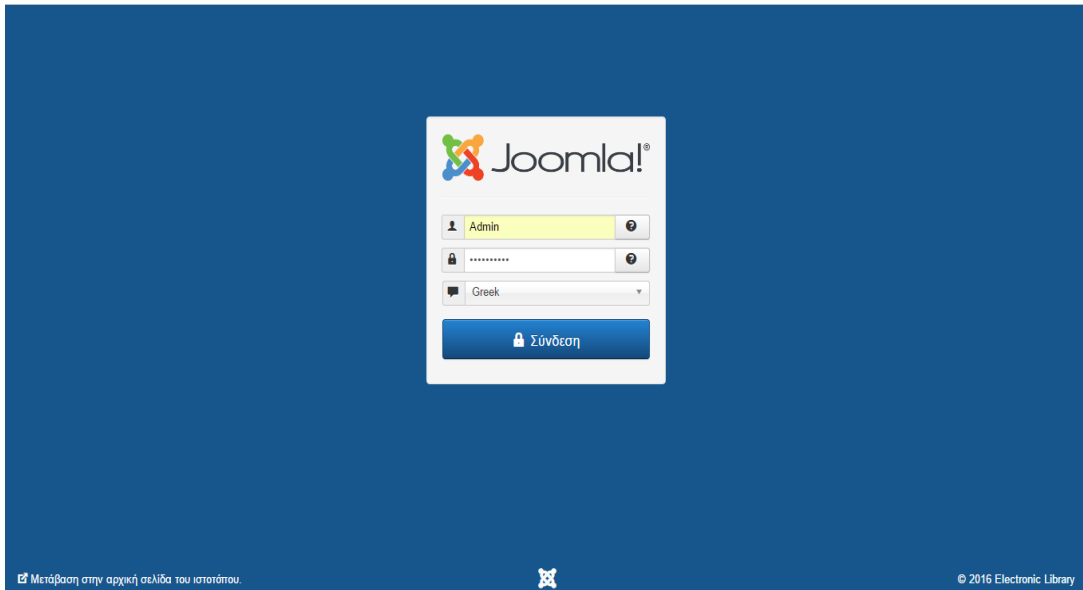 Joomla!®
Admin
••••••••••
Greek
Σύνδεση
Μετάβαση στην αρχική σελίδα του ιστοτόπου.
© 2016 Electronic Library